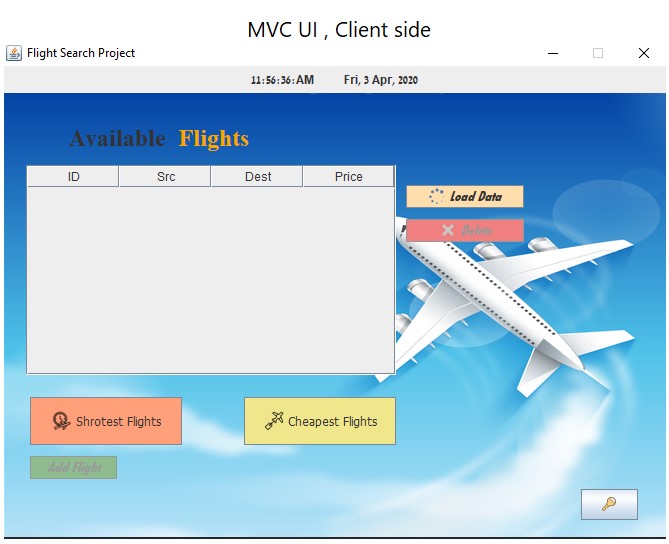 MVC UI , Client side
Flight Search Project
11:56:36:AM Fri, 3 Apr, 2020
Available Flights
ID Src Dest Price
Load Data
Delete
Shrotest Flights Cheapest Flights
Add Flight